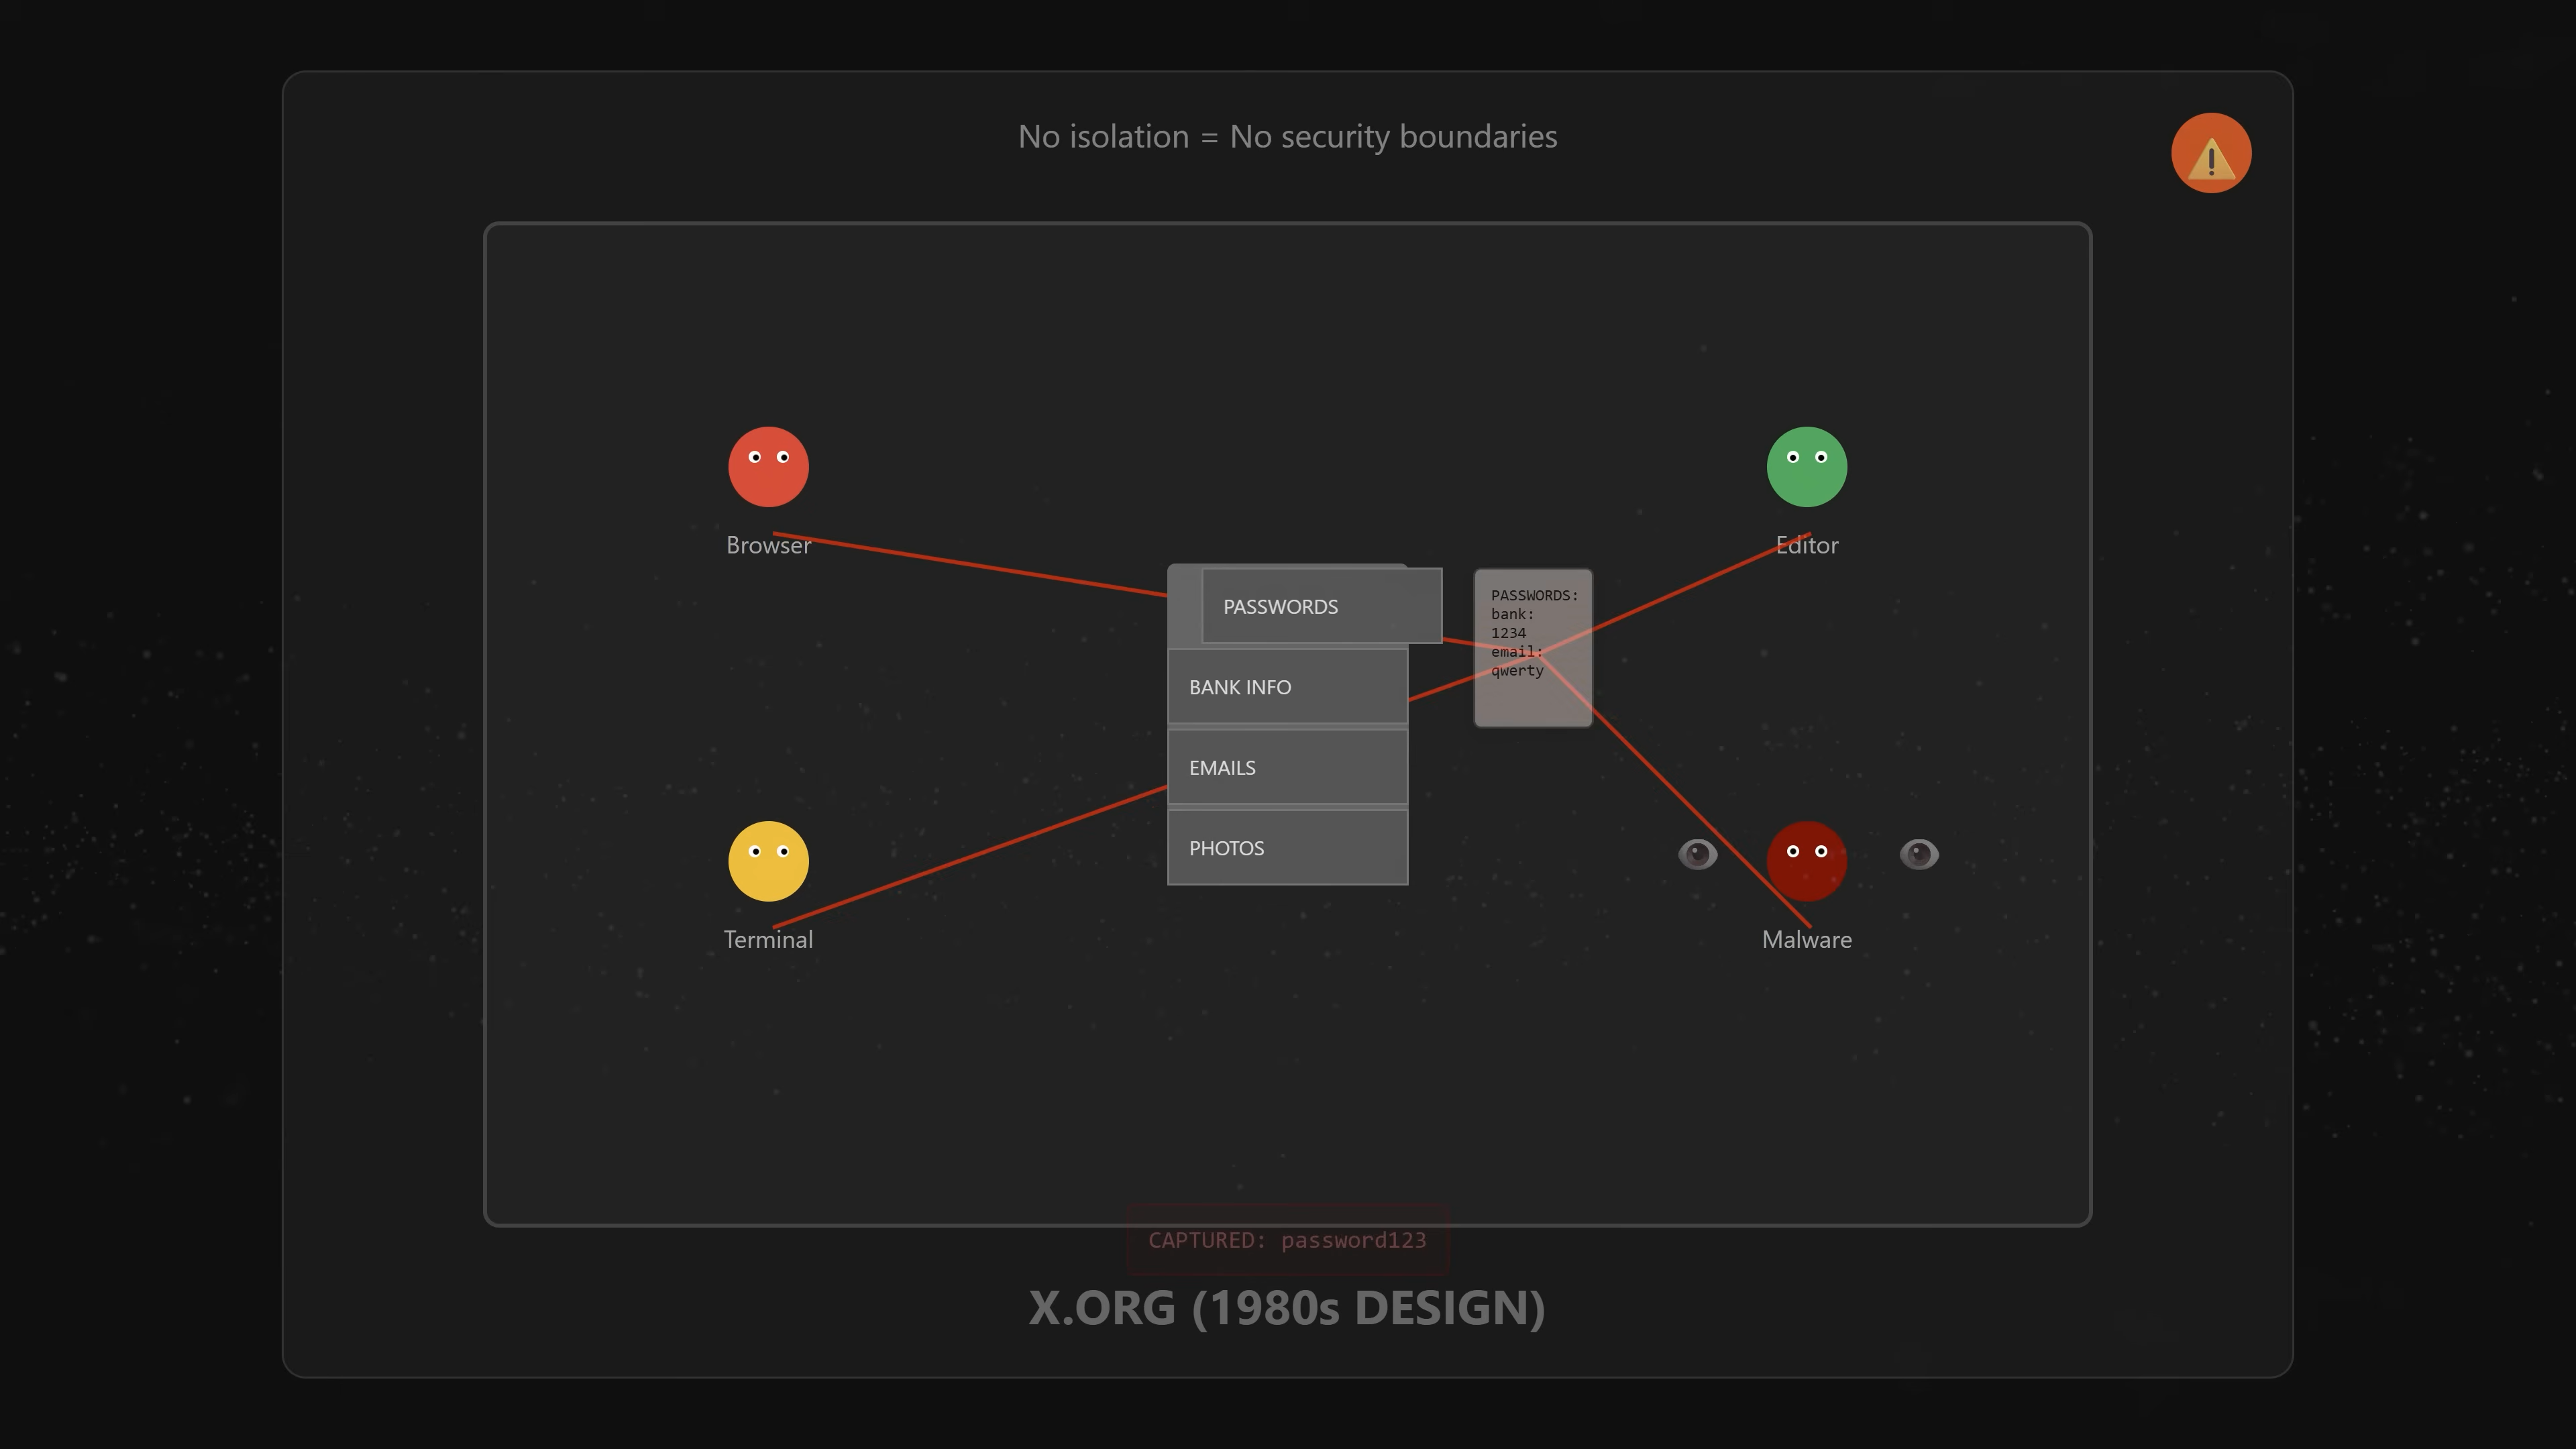 No isolation = No security boundaries
Browser
Editor
PASSWORDS
BANK INFO
EMAILS
PHOTOS
PASSWORDS:
bank:
1234
email:
qwerty
Terminal
Malware
CAPTURED: password123
X.ORG (1980s DESIGN)